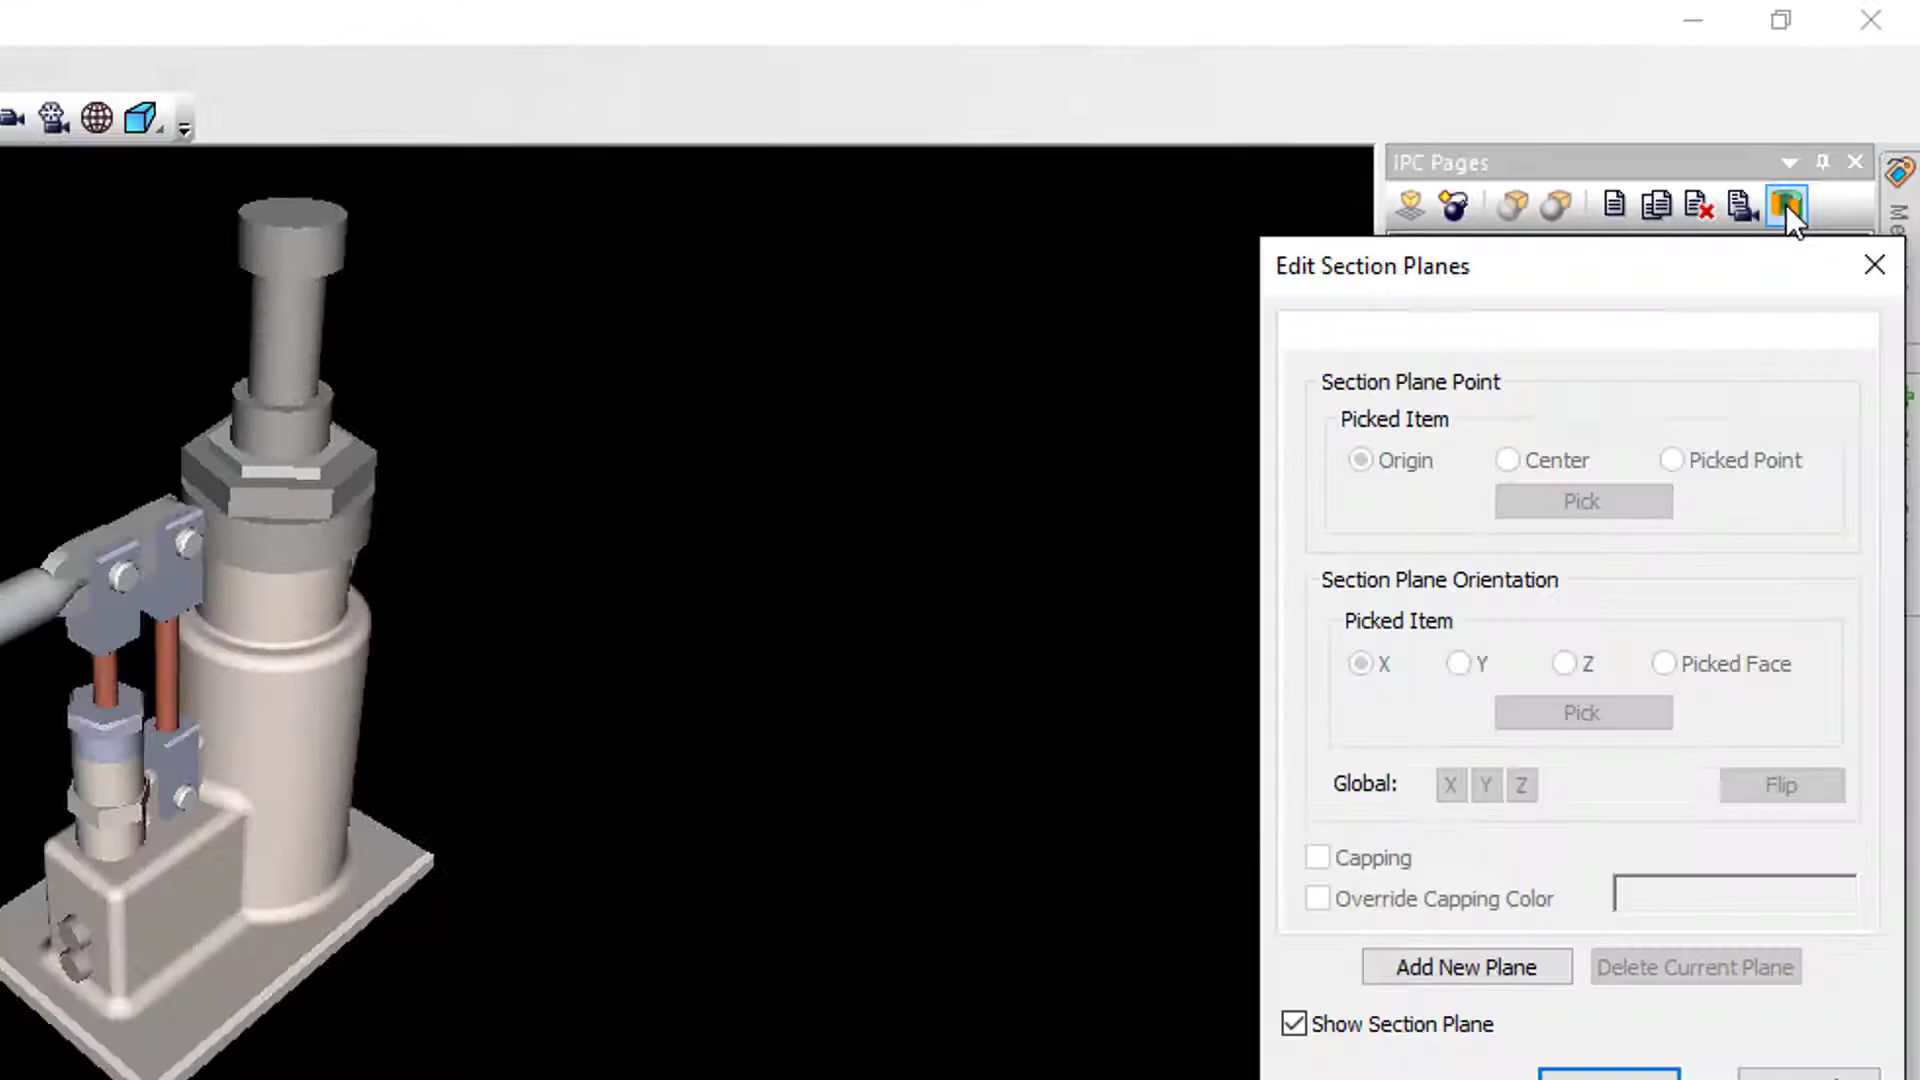 IPC Pages
Me
Edit Section Planes
Section Plane Point
Picked Item
Origin Center Picked Point
Pick
Section Plane Orientation
Picked Item
X Y Z Picked Face
Pick
Global: X Y Z Flip
Capping
Override Capping Color
Add New Plane Delete Current Plane
Show Section Plane